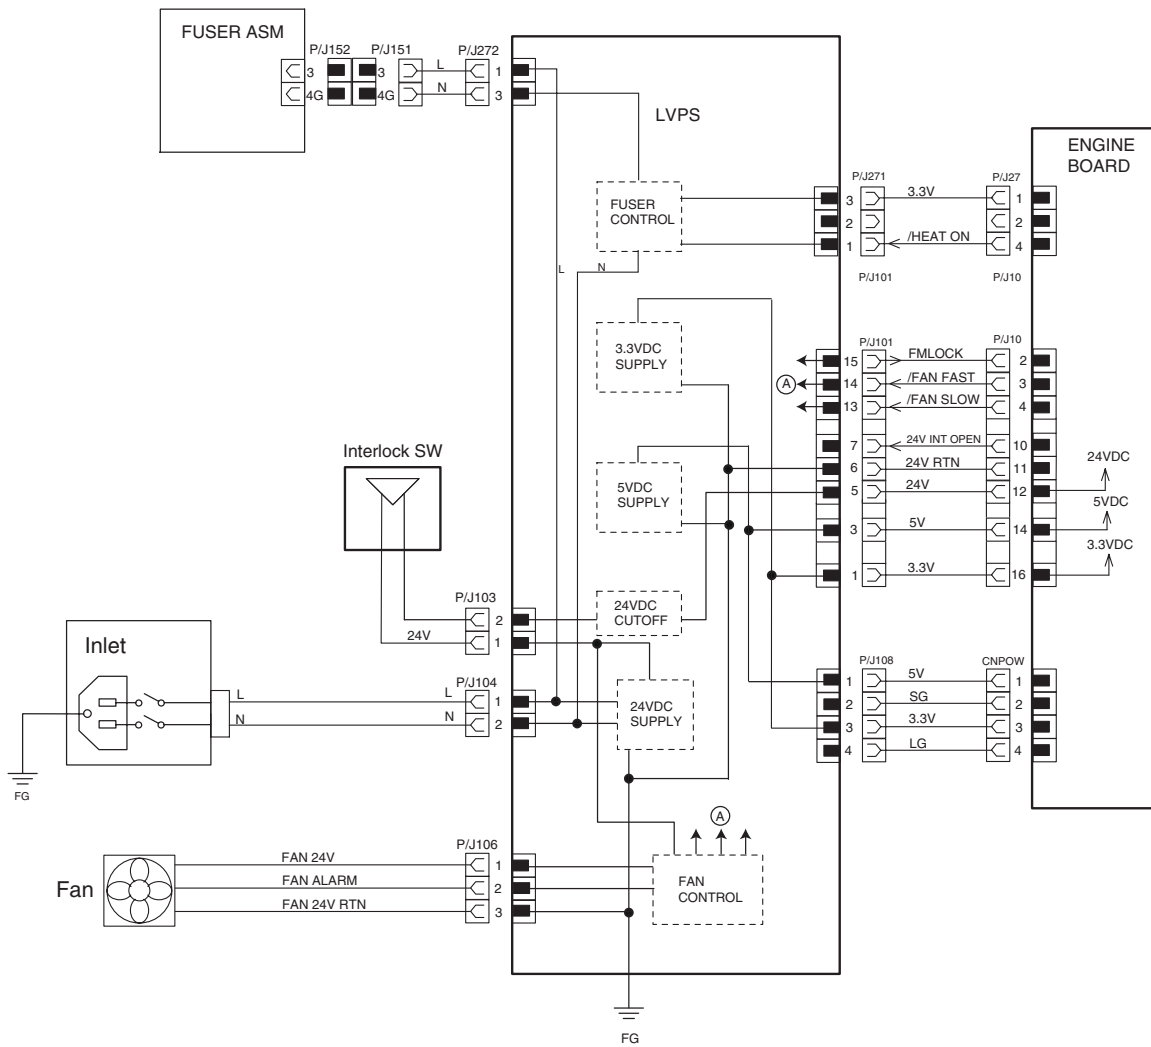 FUSER ASM
P/J152
P/J151
P/J272
3
3
L
1
4G
4G
N
3
LVPS
ENGINE
BOARD
P/J271
P/J27
FUSER
CONTROL
3
3.3V
1
2
2
1
/HEAT ON
4
L
N
P/J101
P/J10
3.3VDC
SUPPLY
P/J101
P/J10
15
FMLOCK
2
A
14
/FAN FAST
3
13
/FAN SLOW
4
7
24V INT OPEN
10
6
24V RTN
11
5
24V
12
24VDC
3
5V
14
5VDC
1
3.3V
16
3.3VDC
Interlock SW
5VDC
SUPPLY
P/J103
2
24V
1
24VDC
CUTOFF
Inlet
L
N
P/J104
L
1
N
2
24VDC
SUPPLY
FG
P/J108
CNPOW
1
5V
1
2
SG
2
3
3.3V
3
4
LG
4
A
Fan
P/J106
FAN 24V
1
FAN ALARM
2
FAN 24V RTN
3
FAN
CONTROL
FG